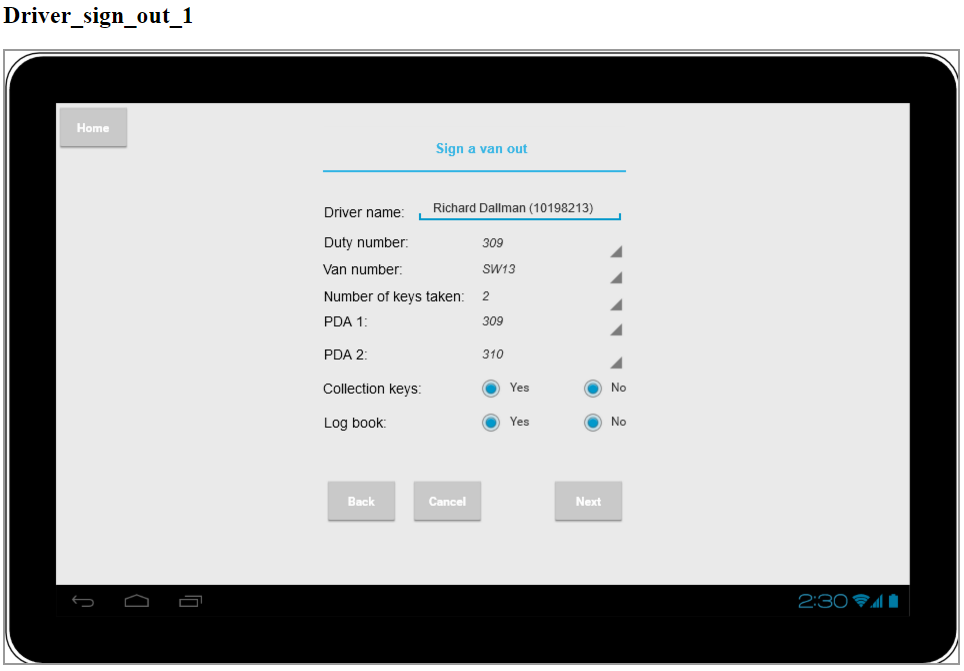 Driver_sign_out_1
Home
Sign a van out
Driver name: Richard Dallman (10198213)
Duty number: 309
Van number: SW13
Number of keys taken: 2
PDA 1: 309
PDA 2: 310
Collection keys: Yes No
Log book: Yes No
Back Cancel Next
2:30